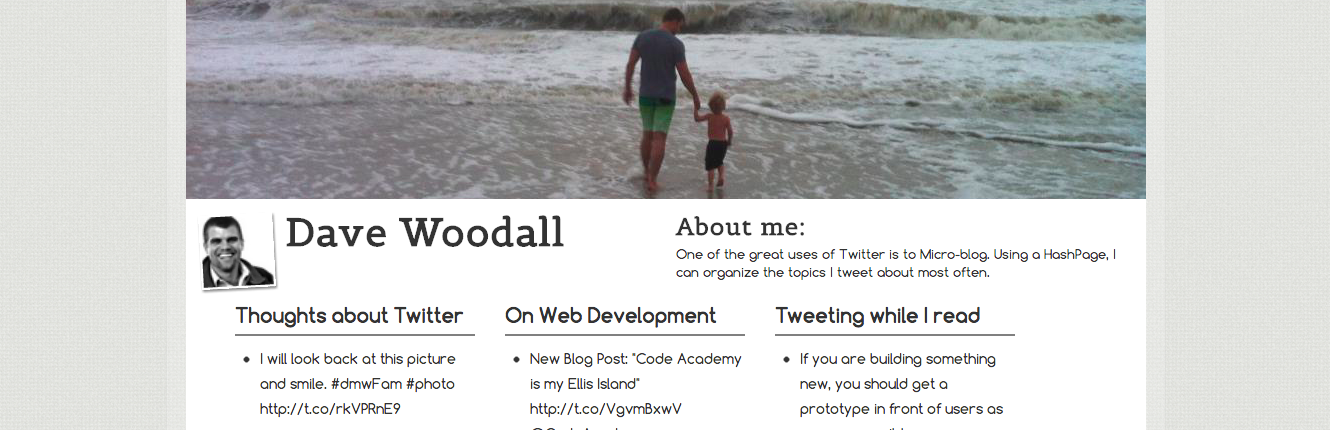 Dave Woodall
About me:
One of the great uses of Twitter is to Micro-blog. Using a HashPage, I
can organize the topics I tweet about most often.
Thoughts about Twitter
I will look back at this picture
and smile. #dmwFam #photo
http://t.co/rkVPRnE9
On Web Development
New Blog Post: "Code Academy
is my Ellis Island"
http://t.co/VgvmBxwV
Tweeting while I read
If you are building something
new, you should get a
prototype in front of users as